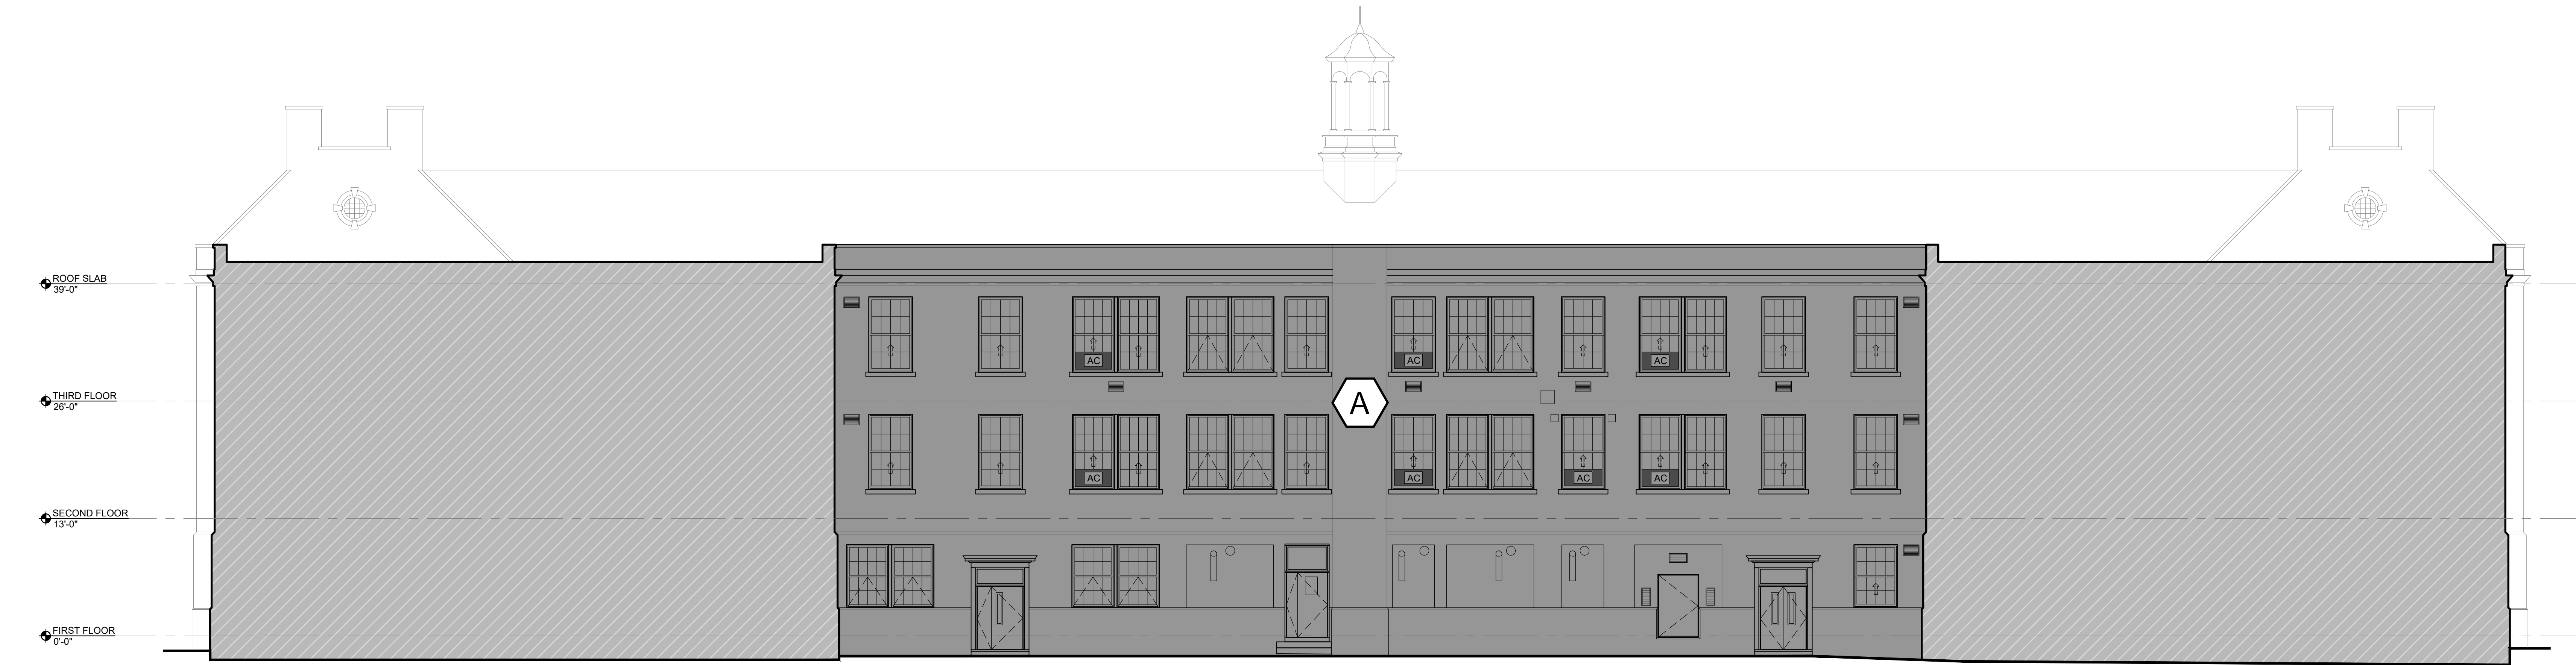 ROOF SLAB
39'-0"
AC
AC
AC
THIRD FLOOR
26'-0"
A
AC
AC
AC
AC
SECOND FLOOR
13'-0"
FIRST FLOOR
0'-0"